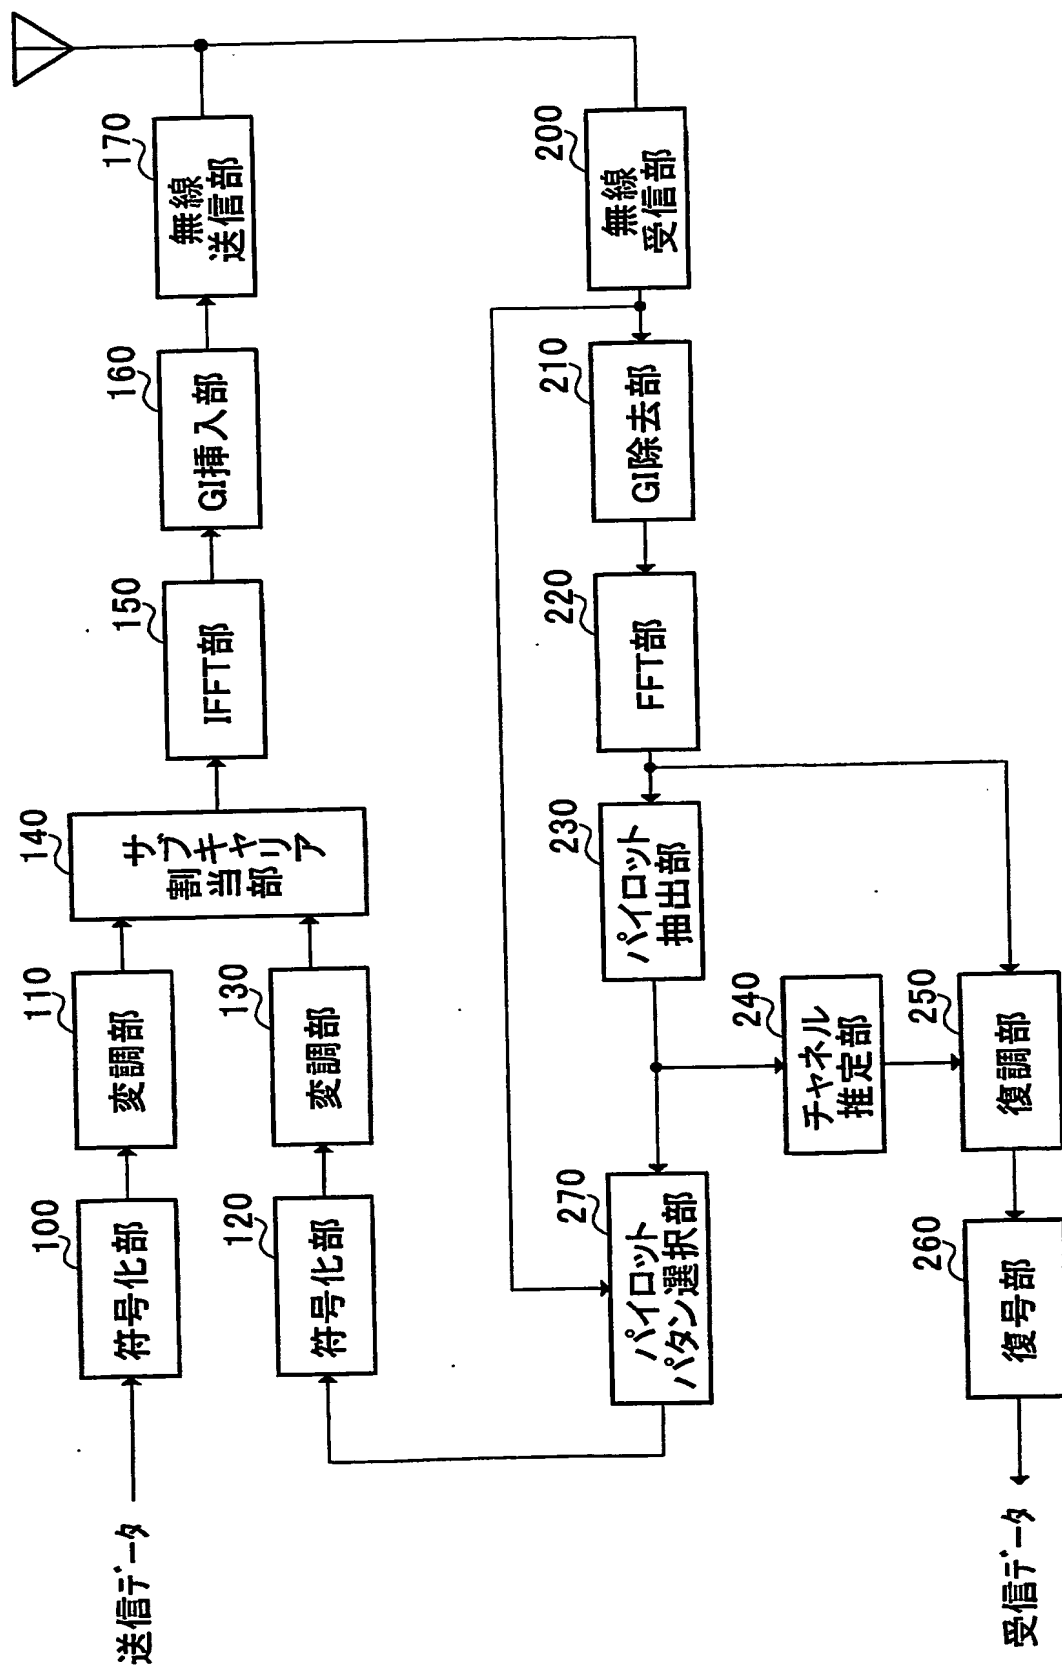 送信データ
100
符号化部
110
変調部
120
符号化部
130
変調部
140
サブキャリア
割当部
150
IFFT部
160
GI挿入部
170
無線
送信部
200
無線
受信部
210
GI除去部
220
FFT部
230
パイロット
抽出部
240
チャネル
推定部
250
復調部
260
復号部
270
パイロット
パタン選択部
受信データ